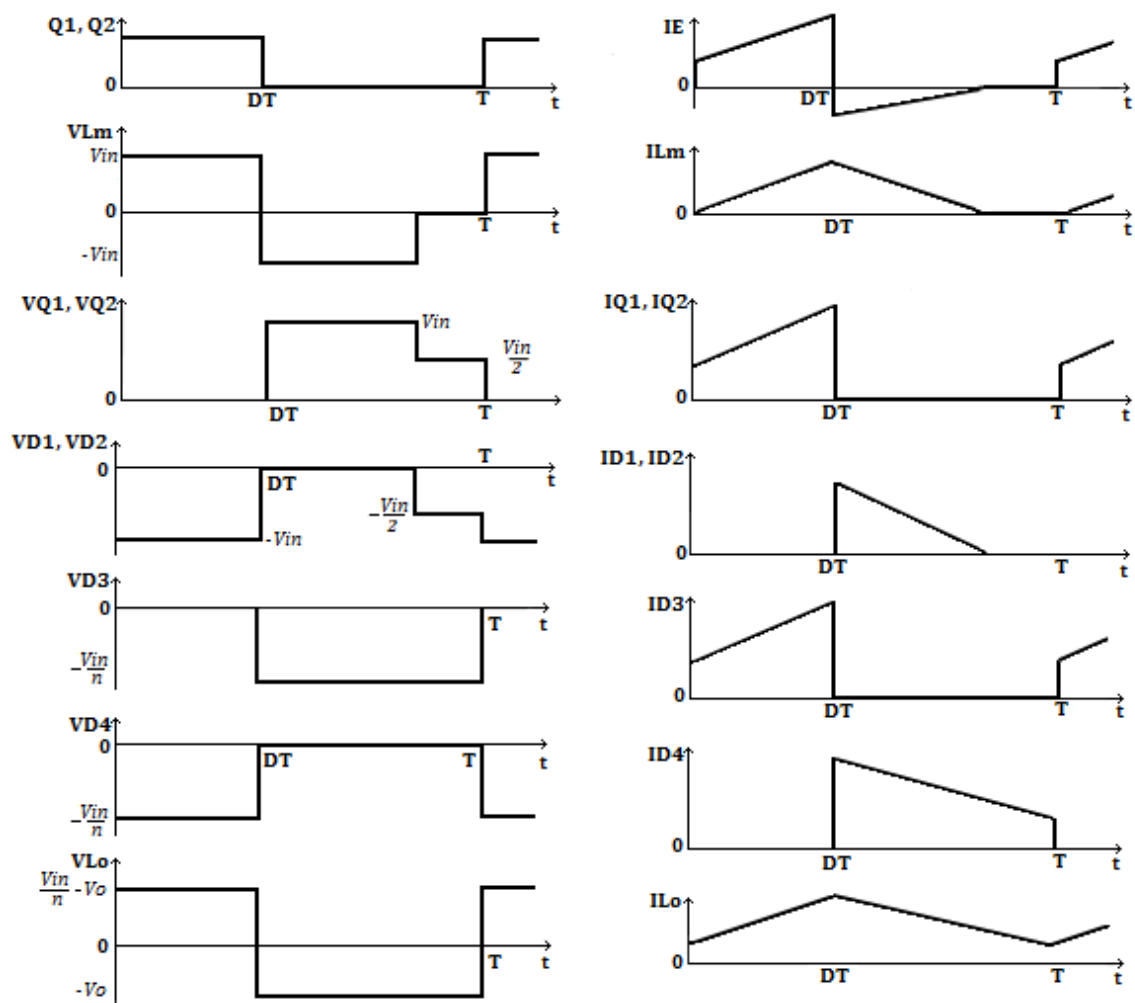 Q1, Q2
0
DT
T
t
VLm
Vin
0
T
t
-Vin
VQ1, VQ2
Vin
Vin
2
0
DT
T
t
VD1, VD2
T
0
t
DT
-Vin
2
-Vin
VD3
0
T
t
-Vin
n
VD4
0
DT
T
t
-Vin
n
VLo
Vin
n
-Vo
0
T
t
-Vo
IE
0
DT
T
t
ILm
0
DT
T
t
IQ1, IQ2
0
DT
T
t
ID1, ID2
0
DT
T
t
ID3
0
DT
T
t
ID4
0
DT
T
t
ILo
0
DT
T
t